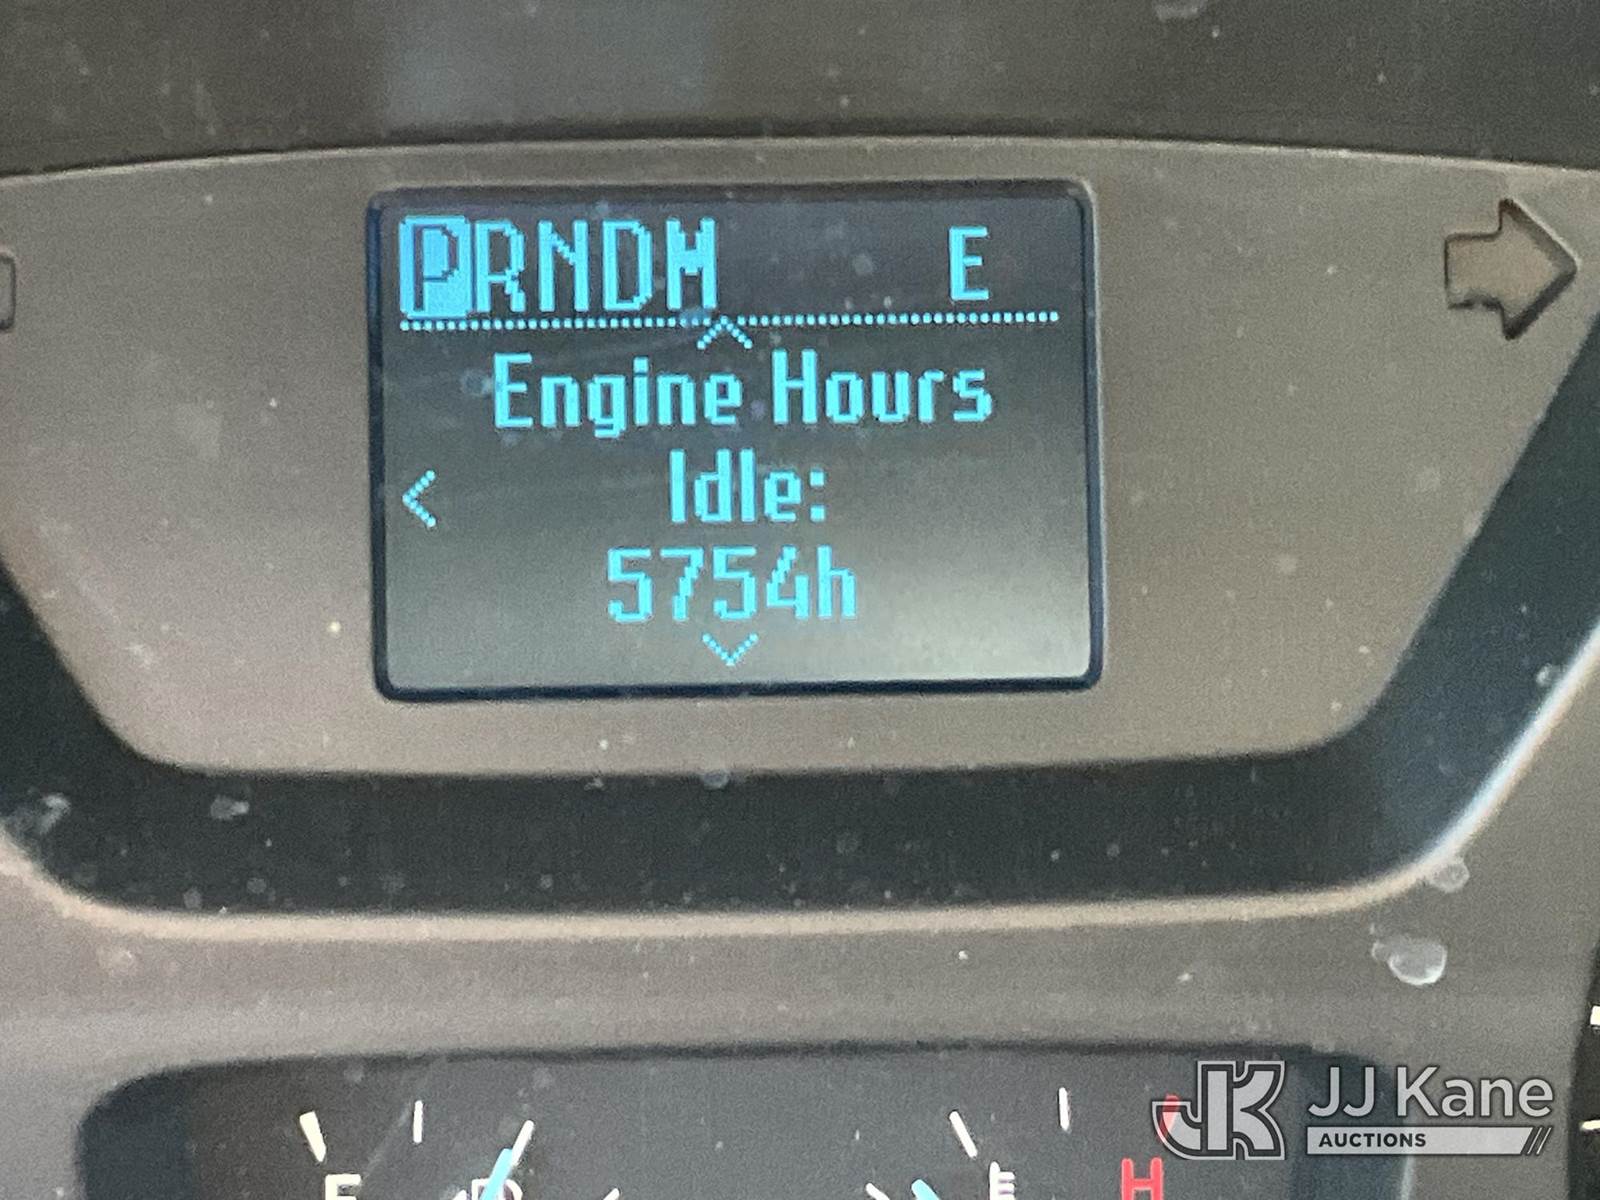 PRNDM E
Engine Hours
Idle:
5754h
H
JJ Kane
AUCTIONS